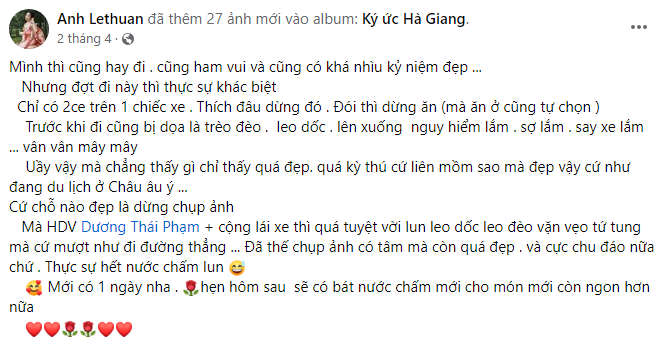 Anh Lethuan đã thêm 27 ảnh mới vào album: Ký ức Hà Giang.
2 tháng 4 ·
Mình thì cũng hay đi . cũng ham vui và cũng có khá nhìu kỷ niệm đẹp ...
Nhưng đợt đi này thì thực sự khác biệt
Chỉ có 2ce trên 1 chiếc xe . Thích đâu dừng đó . Đói thì dừng ăn (mà ăn ở cũng tự chọn )
Trước khi đi cũng bị dọa là trèo đèo . leo dốc . lên xuống nguy hiểm lắm . sợ lắm . say xe lắm
... vân vân mây mây
Uầy vậy mà chẳng thấy gì chỉ thấy quá đẹp. quá kỳ thú cứ liên mồm sao mà đẹp vậy cứ như
đang du lịch ở Châu âu ý ...
Cứ chỗ nào đẹp là dừng chụp ảnh
Mà HDV Dương Thái Phạm + cộng lái xe thì quá tuyệt vời lun leo dốc leo đèo vặn vẹo tứ tung
mà cứ mượt như đi đường thẳng ... Đã thế chụp ảnh có tâm mà còn quá đẹp . và cực chu đáo nữa
chứ . Thực sự hết nước chấm lun 😅
🥰 Mới có 1 ngày nha . 🌹hẹn hôm sau sẽ có bát nước chấm mới cho món mới còn ngon hơn
nữa
♥️♥️🌹🌹♥️♥️